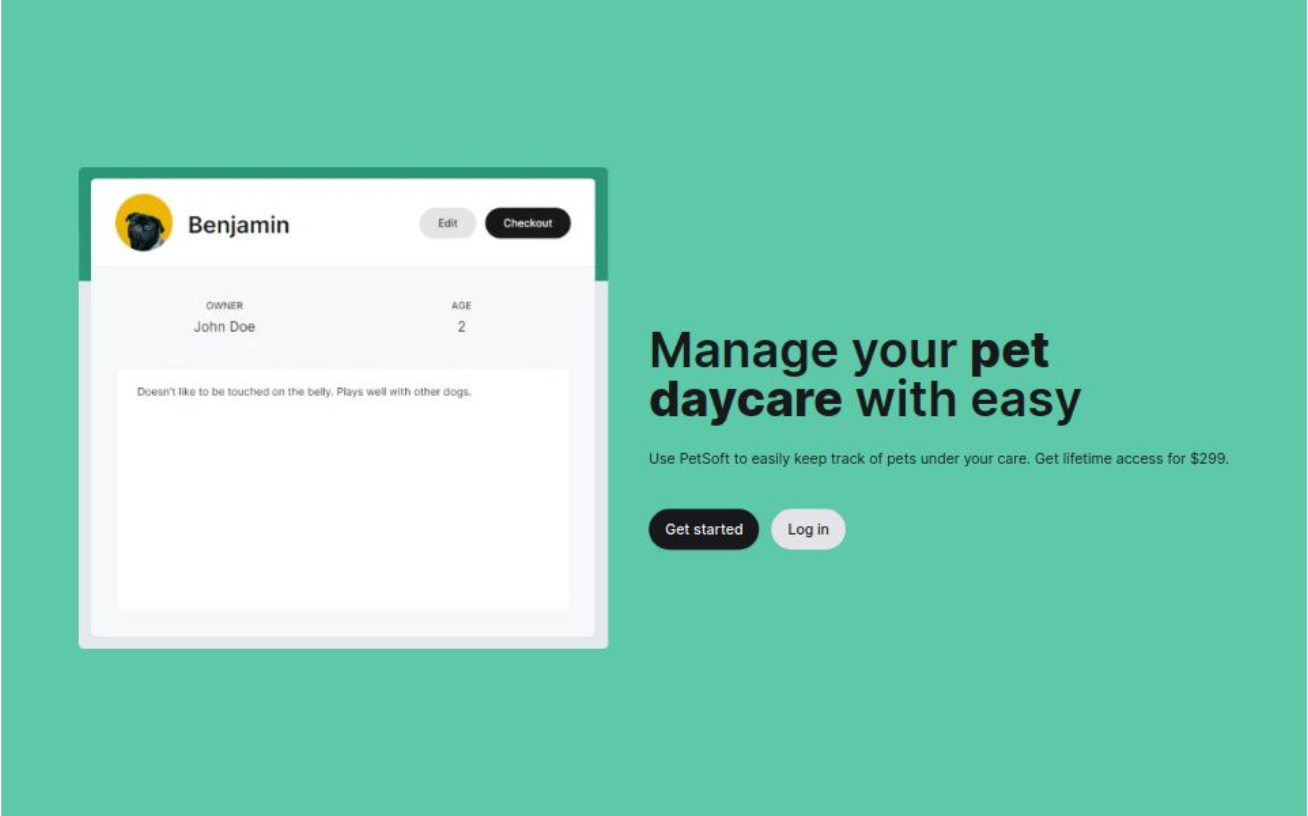 Benjamin
Edit
Checkout
OWNER
John Doe
AGE
2
Doesn't like to be touched on the belly. Plays well with other dogs.
Manage your pet
daycare with easy
Use PetSoft to easily keep track of pets under your care. Get lifetime access for $299.
Get started
Log in